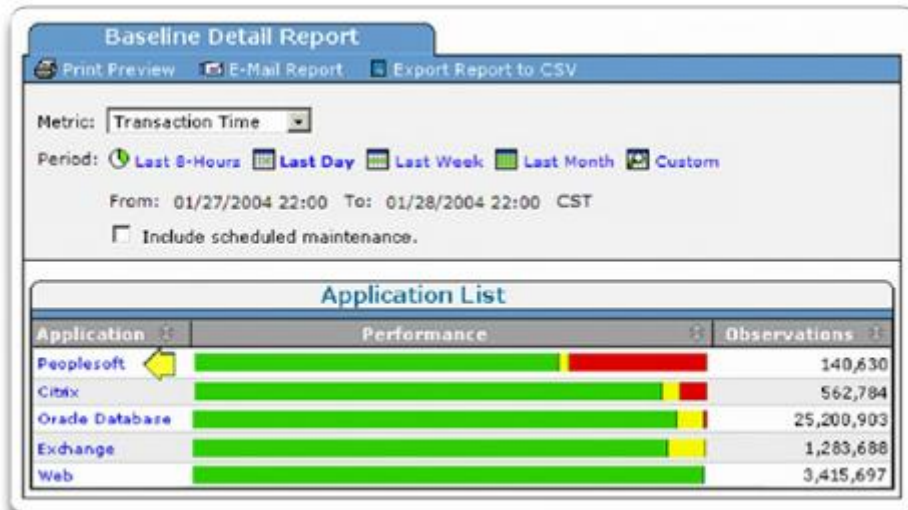 Baseline Detail Report
Print Preview E-Mail Report Export Report to CSV
Metric: Transaction Time
Period: Last 8-Hours Last Day Last Week Last Month Custom
From: 01/27/2004 22:00 To: 01/28/2004 22:00 CST
Include scheduled maintenance.
Application List
Application Performance Observations
Peoplesoft 140,630
Citrix 562,784
Oracle Database 25,200,903
Exchange 1,283,688
Web 3,415,697